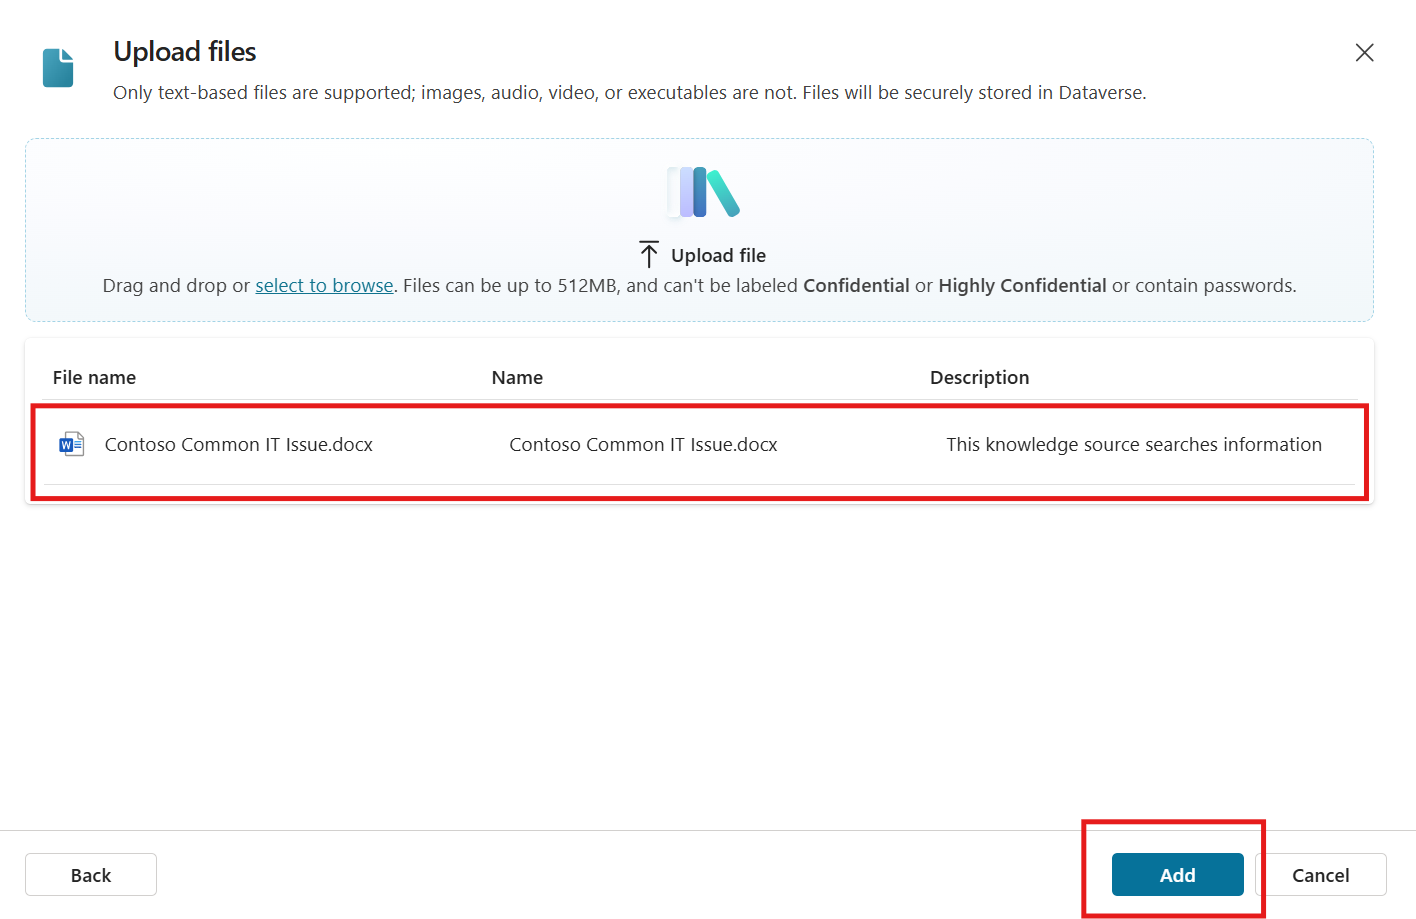 Upload files
Only text-based files are supported; images, audio, video, or executables are not. Files will be securely stored in Dataverse.
Upload file
Drag and drop or select to browse. Files can be up to 512MB, and can't be labeled Confidential or Highly Confidential or contain passwords.
File name Name Description
W Contoso Common IT Issue.docx Contoso Common IT Issue.docx This knowledge source searches information
Back Add Cancel